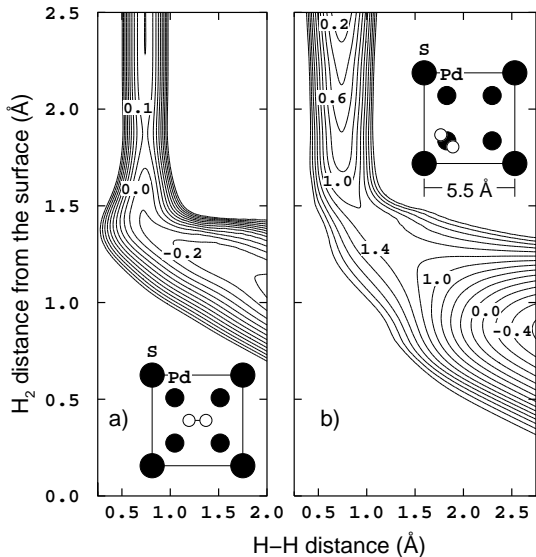 H₂ distance from the surface (Å)
2.5
2.0
1.5
1.0
0.5
0.0
0.1
0.0
−0.2
S
Pd
a)
0.5 1.0 1.5 2.0
0.2
0.6
1.0
1.4
1.0
0.0
−0.4
S
Pd
5.5 Å
b)
0.5 1.0 1.5 2.0 2.5
H−H distance (Å)